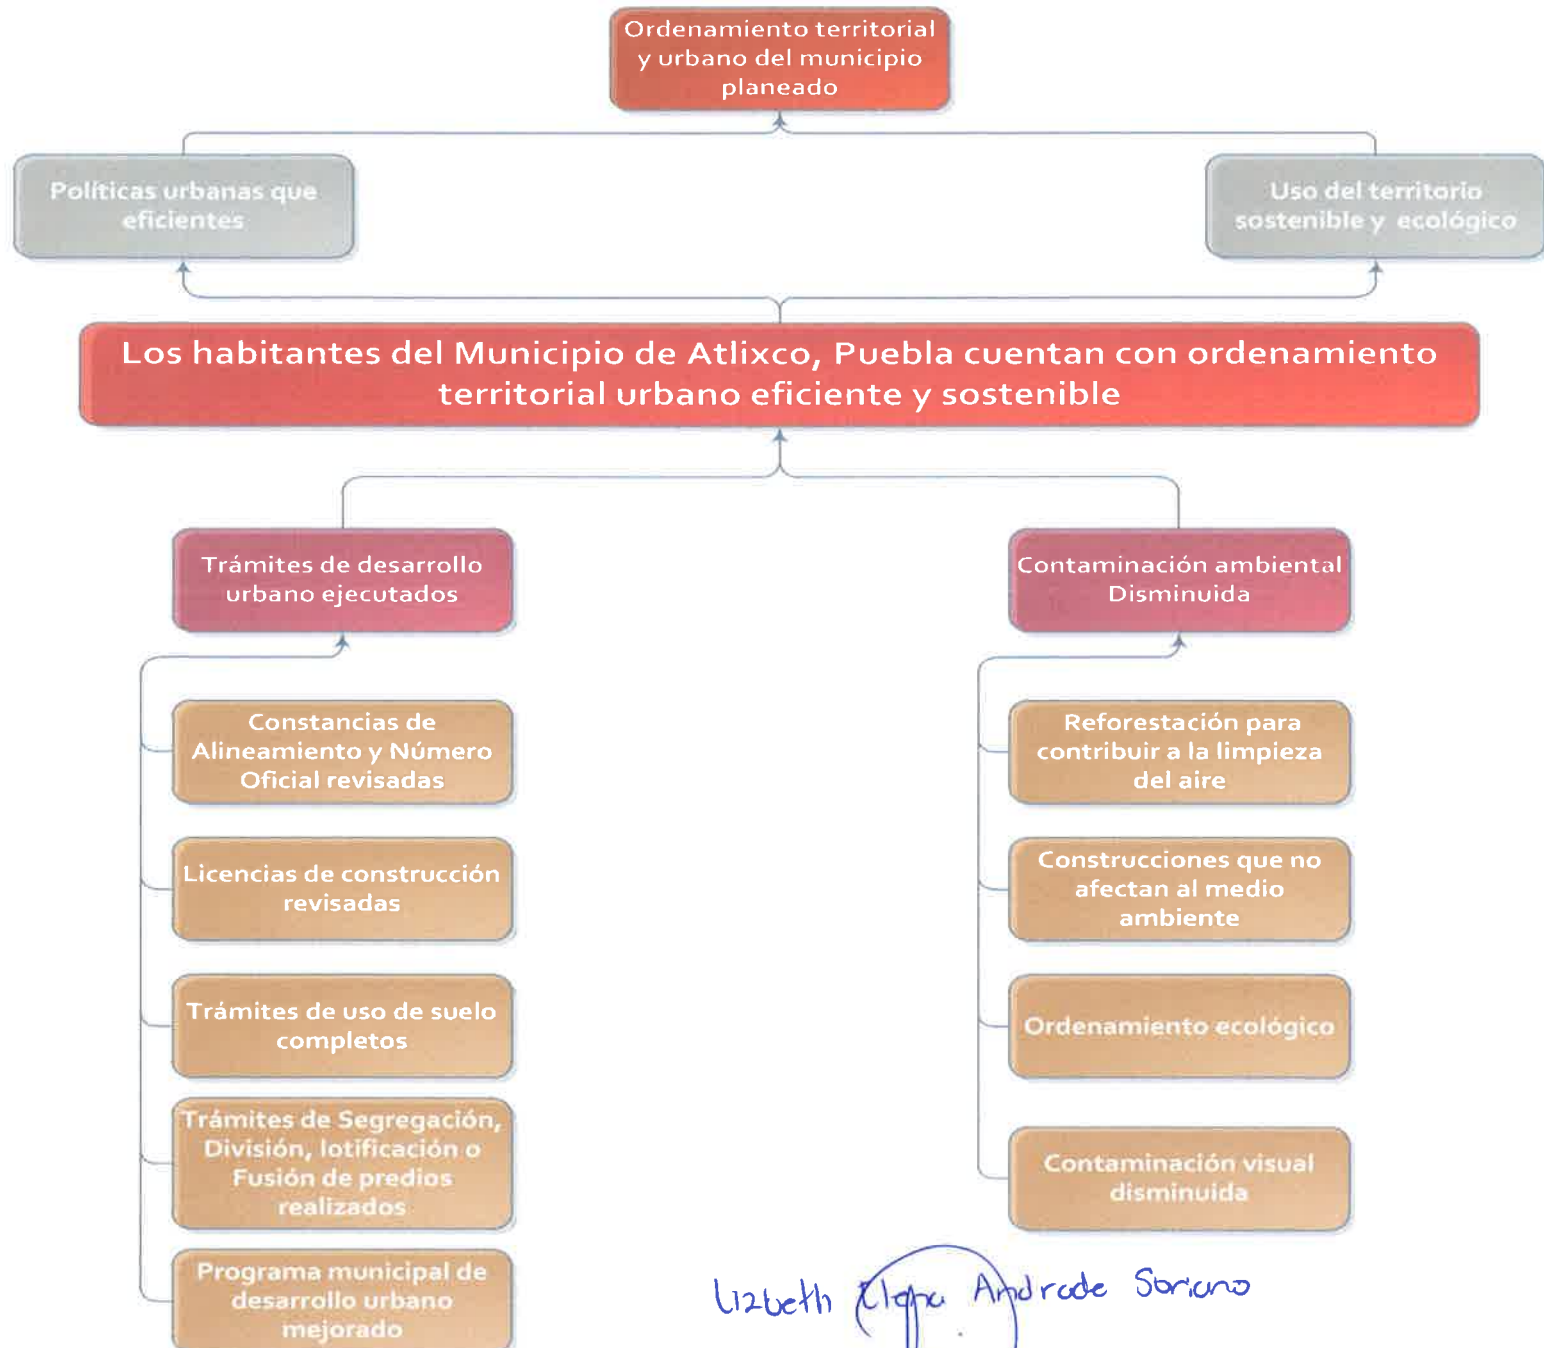 Ordenamiento territorial
y urbano del municipio
planeado
Políticas urbanas que
eficientes
Uso del territorio
sostenible y ecológico
Los habitantes del Municipio de Atlixco, Puebla cuentan con ordenamiento
territorial urbano eficiente y sostenible
Trámites de desarrollo
urbano ejecutados
Contaminación ambiental
Disminuida
Constancias de
Alineamiento y Número
Oficial revisadas
Licencias de construcción
revisadas
Trámites de uso de suelo
completos
Trámites de Segregación,
División, lotificación o
Fusión de predios
realizados
Programa municipal de
desarrollo urbano
mejorado
Reforestación para
contribuir a la limpieza
del aire
Construcciones que no
afectan al medio
ambiente
Ordenamiento ecológico
Contaminación visual
disminuida
Lizbeth Elena Andrade Soriano